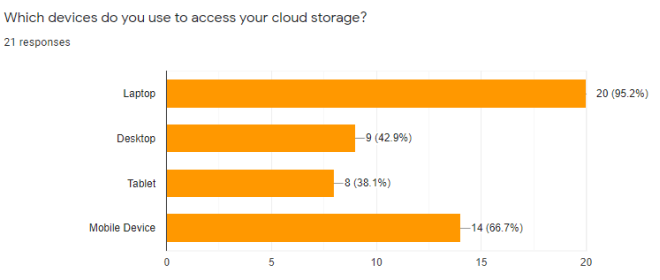 Which devices do you use to access your cloud storage?
21 responses
Laptop
20 (95.2%)
Desktop
9 (42.9%)
Tablet
8 (38.1%)
Mobile Device
14 (66.7%)
0 5 10 15 20